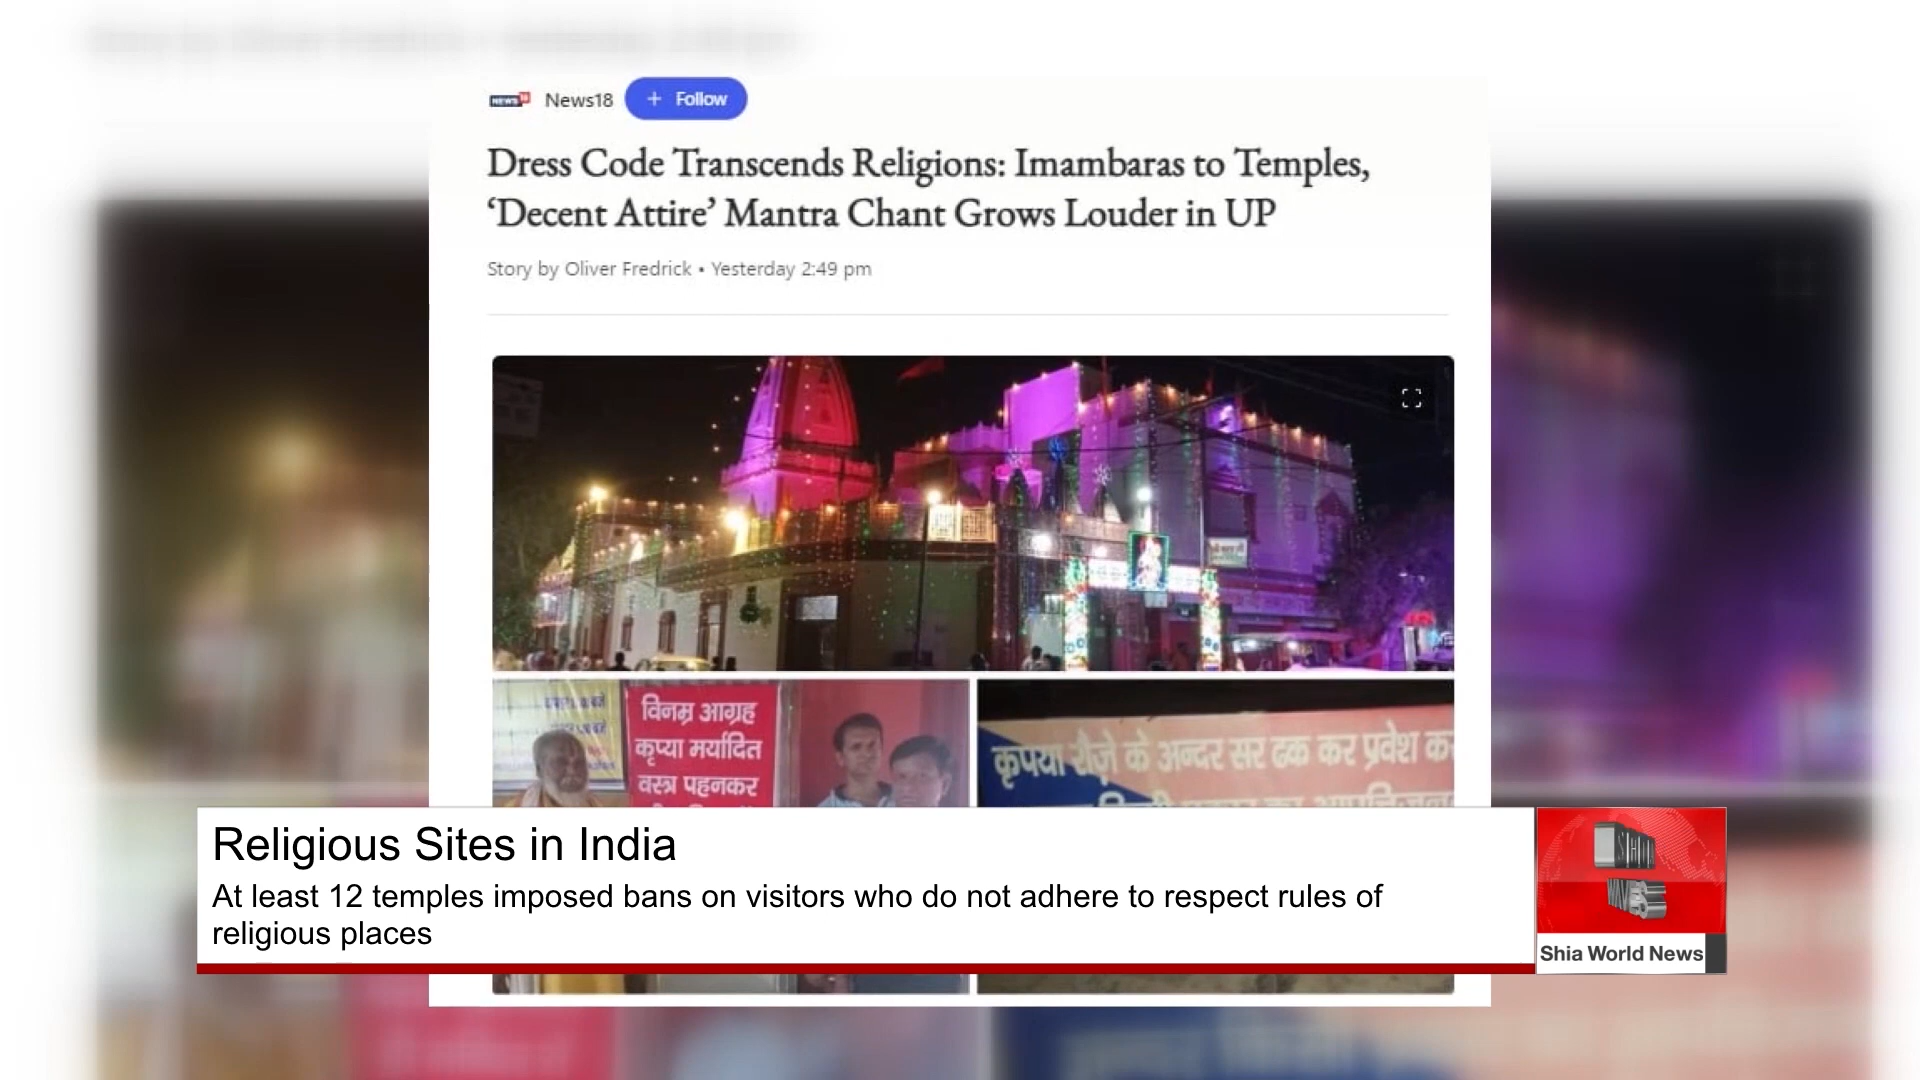 NEWS18
News18
+ Follow
Dress Code Transcends Religions: Imambaras to Temples,
‘Decent Attire’ Mantra Chant Grows Louder in UP
Story by Oliver Fredrick • Yesterday 2:49 pm
विनम्र आग्रह
कृप्या मर्यादित
वस्त्र पहनकर
कृपया रौज़े के अन्दर सर ढक कर प्रवेश
Religious Sites in India
At least 12 temples imposed bans on visitors who do not adhere to respect rules of
religious places
SHIA
WNS
Shia World News